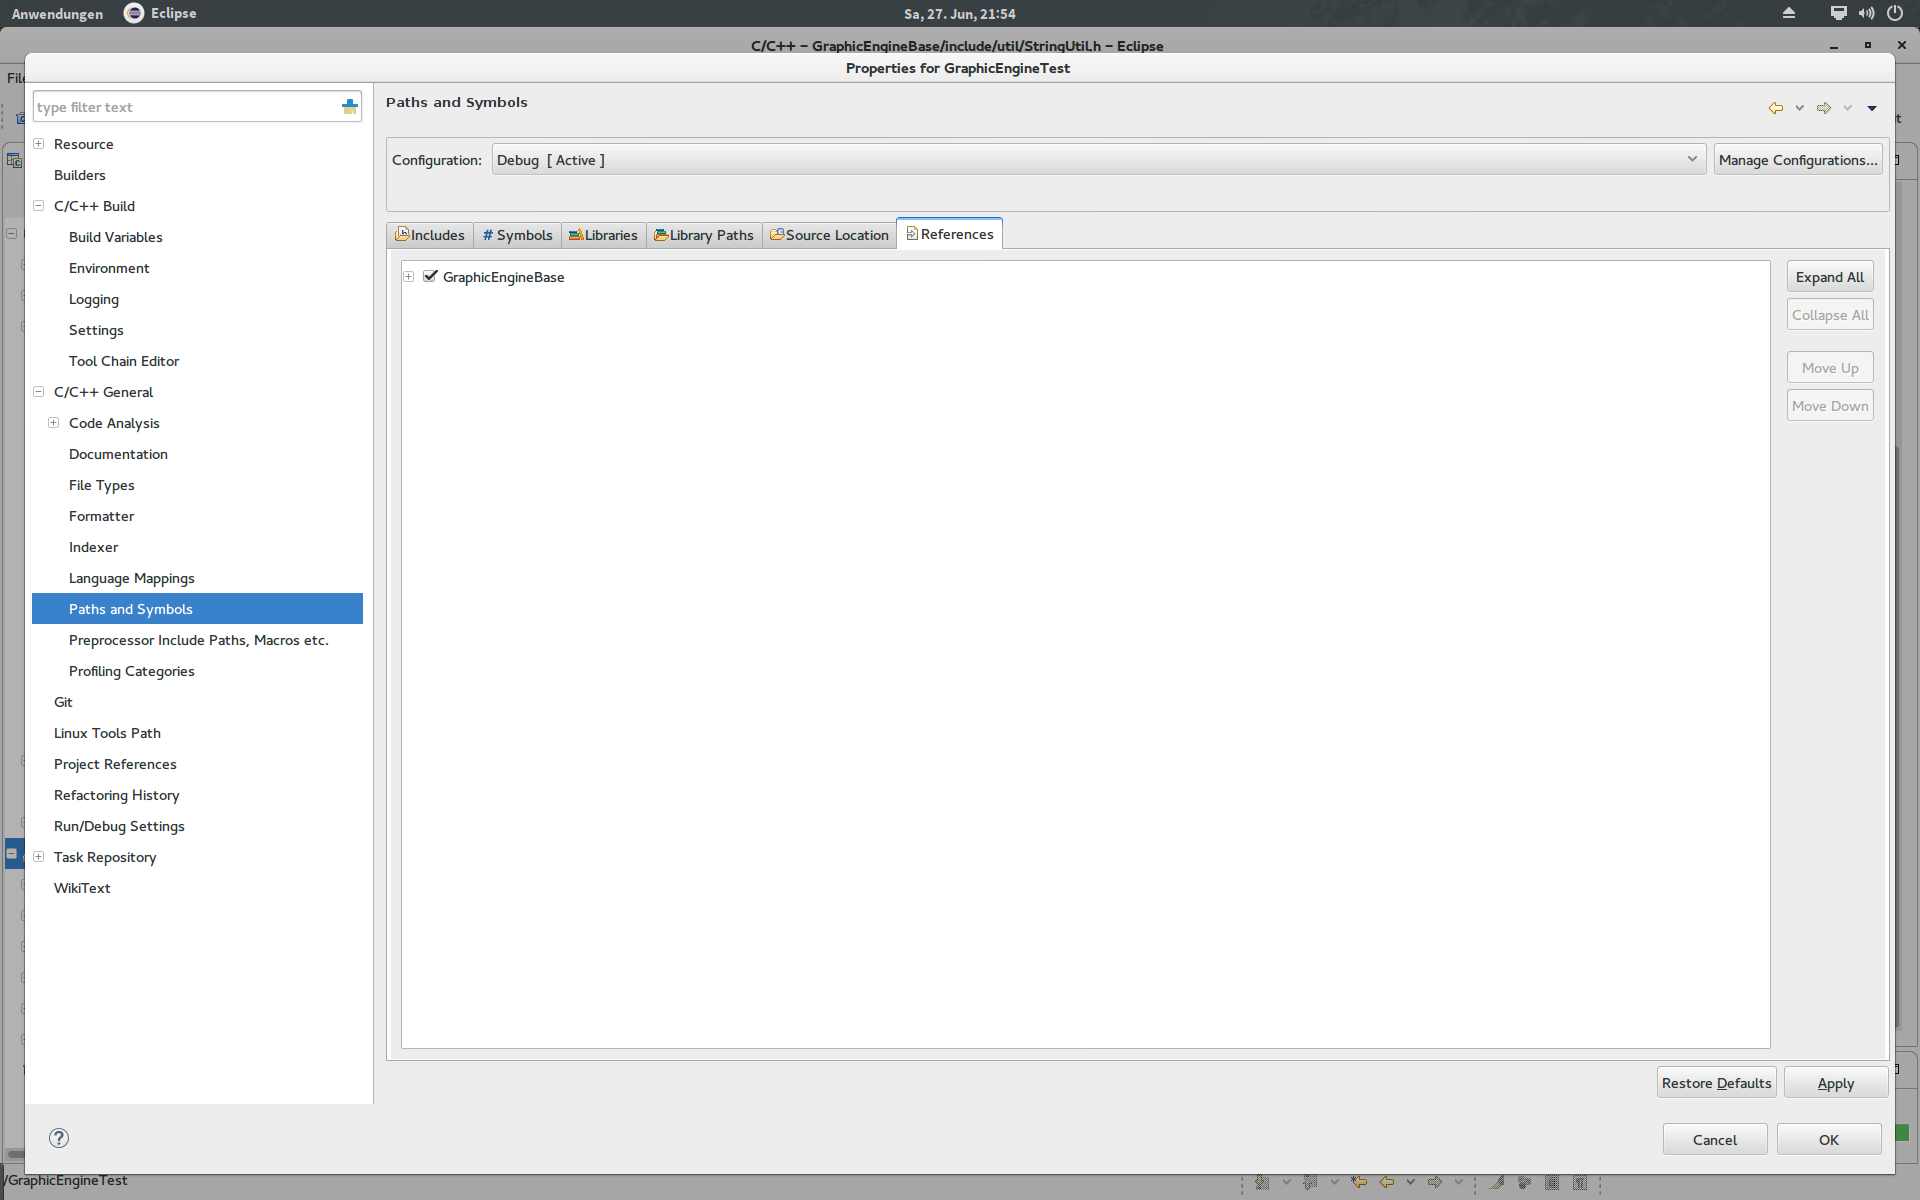 Anwendungen Eclipse Sa, 27. Jun, 21:54
C/C++ - GraphicEngineBase/include/util/StringUtil.h - Eclipse
Properties for GraphicEngineTest
type filter text
Resource
Builders
C/C++ Build
Build Variables
Environment
Logging
Settings
Tool Chain Editor
C/C++ General
Code Analysis
Documentation
File Types
Formatter
Indexer
Language Mappings
Paths and Symbols
Preprocessor Include Paths, Macros etc.
Profiling Categories
Git
Linux Tools Path
Project References
Refactoring History
Run/Debug Settings
Task Repository
WikiText
Paths and Symbols
Configuration: Debug [ Active ] Manage Configurations...
Includes # Symbols Libraries Library Paths Source Location References
GraphicEngineBase
Expand All
Collapse All
Move Up
Move Down
Restore Defaults Apply
Cancel OK
/GraphicEngineTest